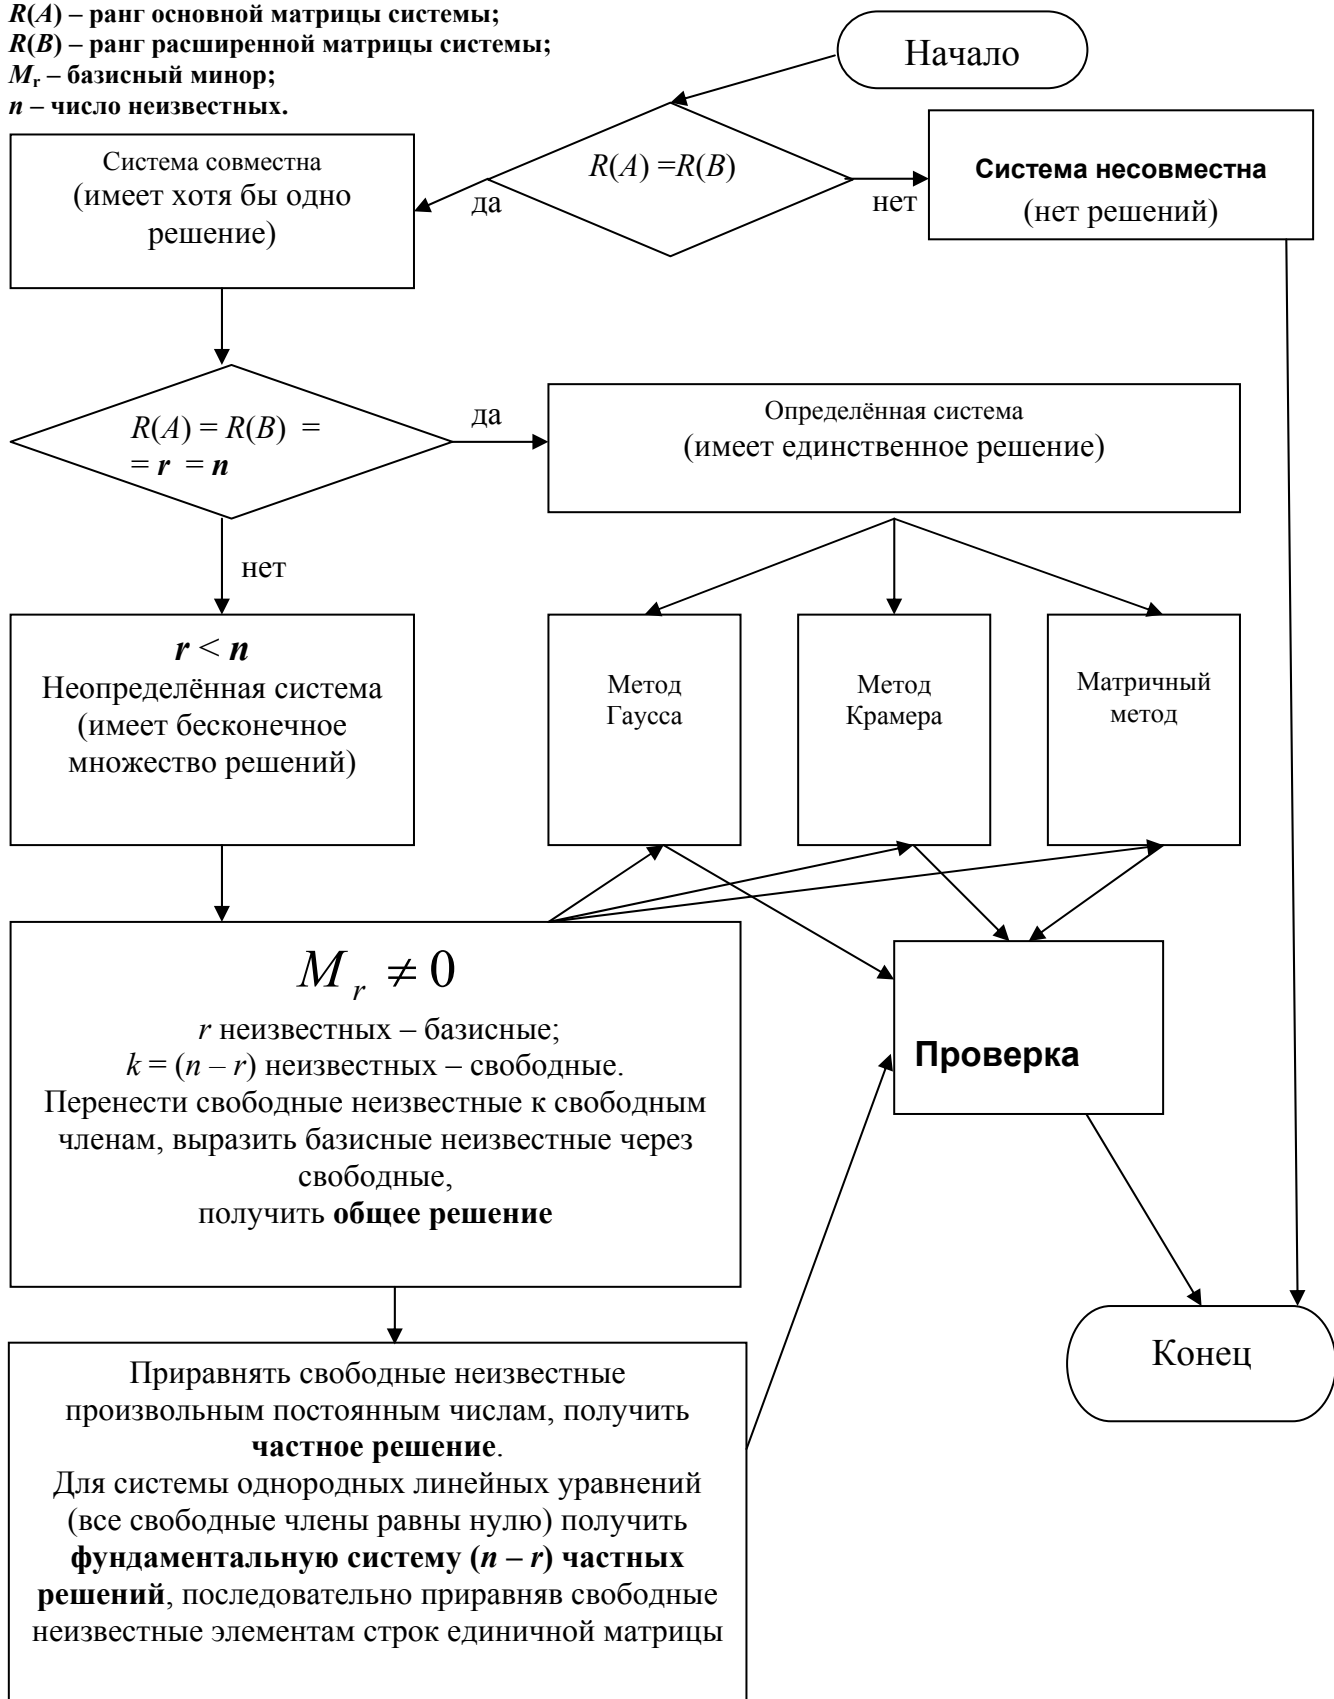 R(A) – ранг основной матрицы системы;
R(B) – ранг расширенной матрицы системы;
Mr – базисный минор;
n – число неизвестных.
Начало
Система совместна
(имеет хотя бы одно
решение)
R(A) =R(B)
да
нет
Система несовместна
(нет решений)
R(A) = R(B) =
= r = n
да
Определённая система
(имеет единственное решение)
нет
r < n
Неопределённая система
(имеет бесконечное
множество решений)
Метод
Гаусса
Метод
Крамера
Матричный
метод
M r ≠ 0
r неизвестных – базисные;
k = (n – r) неизвестных – свободные.
Перенести свободные неизвестные к свободным
членам, выразить базисные неизвестные через
свободные,
получить общее решение
Проверка
Конец
Приравнять свободные неизвестные
произвольным постоянным числам, получить
частное решение.
Для системы однородных линейных уравнений
(все свободные члены равны нулю) получить
фундаментальную систему (n – r) частных
решений, последовательно приравняв свободные
неизвестные элементам строк единичной матрицы